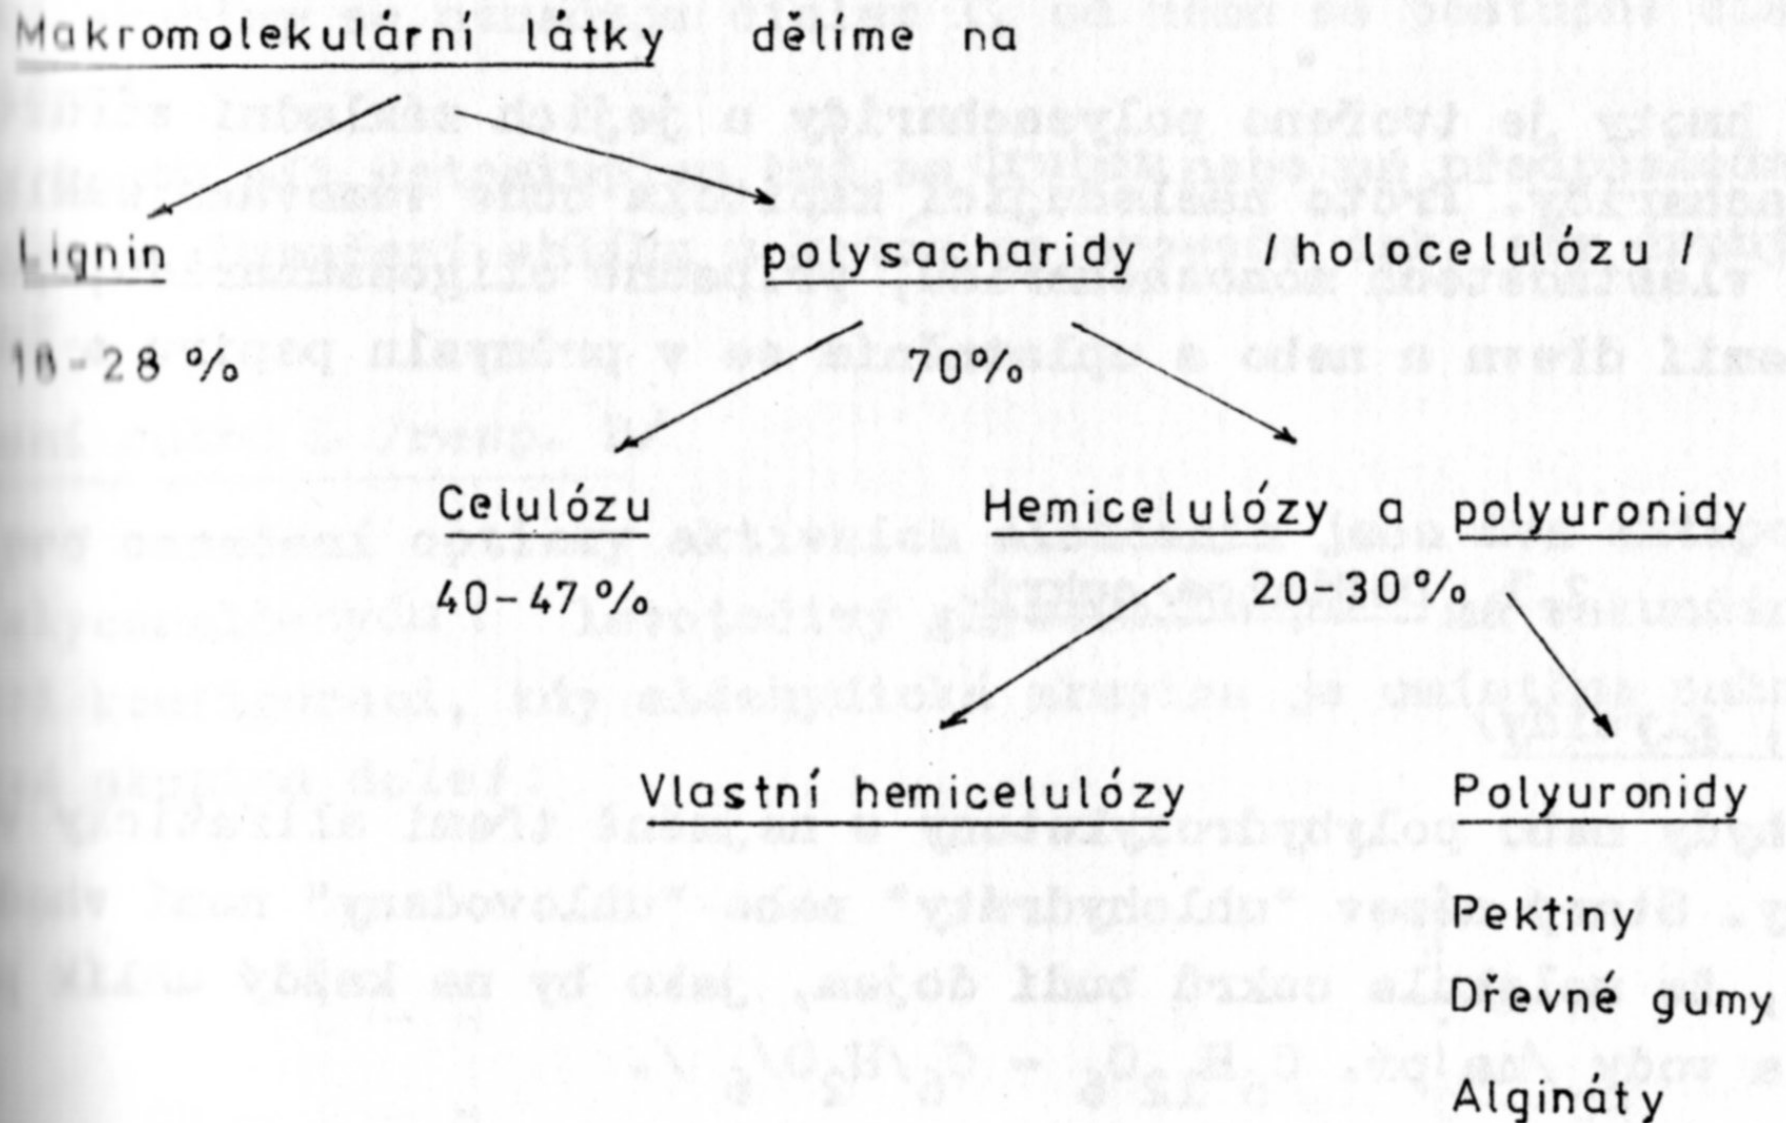 Makromolekulární látky dělíme na
Lignin polysacharidy /holocelulózu/
18-28 % 70%
Celulózu Hemicelulózy a polyuronidy
40-47% 20-30%
Vlastní hemicelulózy Polyuronidy
Pektiny
Dřevné gumy
Algináty